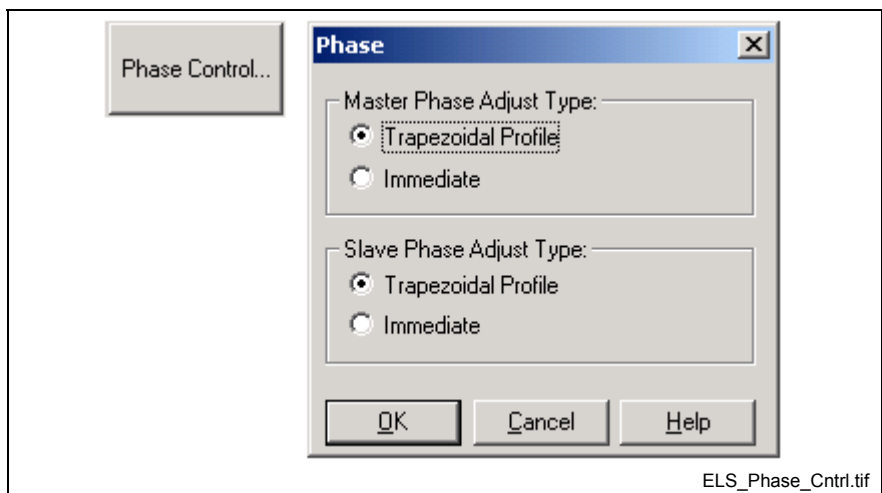 Phase Control...
Phase
Master Phase Adjust Type:
Trapezoidal Profile
Immediate
Slave Phase Adjust Type:
Trapezoidal Profile
Immediate
OK Cancel Help
ELS_Phase_Cntrl.tif